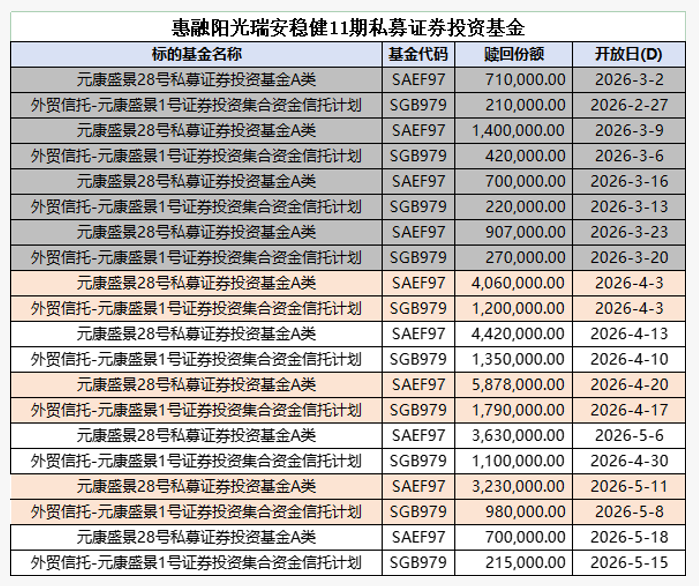 惠融阳光瑞安稳健11期私募证券投资基金
标的基金名称 基金代码 赎回份额 开放日(D)
元康盛景28号私募证券投资基金A类 SAEF97 710,000.00 2026-3-2
外贸信托-元康盛景1号证券投资集合资金信托计划 SGB979 210,000.00 2026-2-27
元康盛景28号私募证券投资基金A类 SAEF97 1,400,000.00 2026-3-9
外贸信托-元康盛景1号证券投资集合资金信托计划 SGB979 420,000.00 2026-3-6
元康盛景28号私募证券投资基金A类 SAEF97 700,000.00 2026-3-16
外贸信托-元康盛景1号证券投资集合资金信托计划 SGB979 220,000.00 2026-3-13
元康盛景28号私募证券投资基金A类 SAEF97 907,000.00 2026-3-23
外贸信托-元康盛景1号证券投资集合资金信托计划 SGB979 270,000.00 2026-3-20
元康盛景28号私募证券投资基金A类 SAEF97 4,060,000.00 2026-4-3
外贸信托-元康盛景1号证券投资集合资金信托计划 SGB979 1,200,000.00 2026-4-3
元康盛景28号私募证券投资基金A类 SAEF97 4,420,000.00 2026-4-13
外贸信托-元康盛景1号证券投资集合资金信托计划 SGB979 1,350,000.00 2026-4-10
元康盛景28号私募证券投资基金A类 SAEF97 5,878,000.00 2026-4-20
外贸信托-元康盛景1号证券投资集合资金信托计划 SGB979 1,790,000.00 2026-4-17
元康盛景28号私募证券投资基金A类 SAEF97 3,630,000.00 2026-5-6
外贸信托-元康盛景1号证券投资集合资金信托计划 SGB979 1,100,000.00 2026-4-30
元康盛景28号私募证券投资基金A类 SAEF97 3,230,000.00 2026-5-11
外贸信托-元康盛景1号证券投资集合资金信托计划 SGB979 980,000.00 2026-5-8
元康盛景28号私募证券投资基金A类 SAEF97 700,000.00 2026-5-18
外贸信托-元康盛景1号证券投资集合资金信托计划 SGB979 215,000.00 2026-5-15